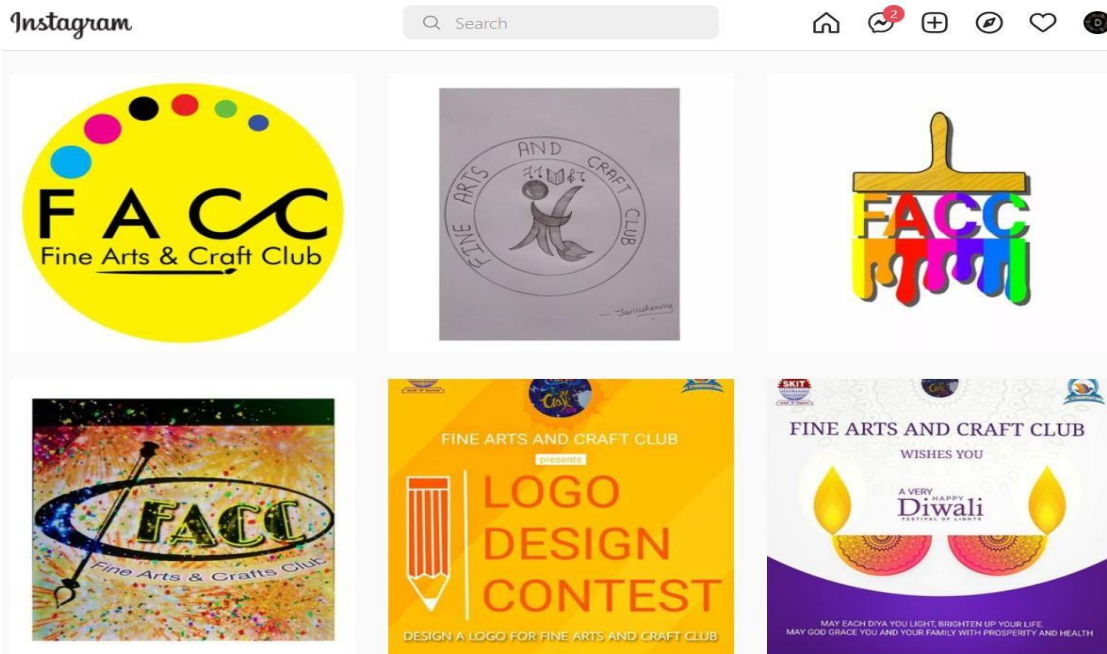 Instagram
Search
2
D
FACC
Fine Arts & Craft Club
FINE ARTS AND CRAFT CLUB
FACC
FACC
Fine Arts & Crafts Club
Craft
FINE ARTS AND CRAFT CLUB
presents
LOGO
DESIGN
CONTEST
DESIGN A LOGO FOR FINE ARTS AND CRAFT CLUB
SKIT
FINE ARTS AND CRAFT CLUB
WISHES YOU
A VERY
HAPPY
Diwali
FESTIVAL OF LIGHTS
MAY EACH DIYA YOU LIGHT, BRIGHTEN UP YOUR LIFE.
MAY GOD GRACE YOU AND YOUR FAMILY WITH PROSPERITY AND HEALTH